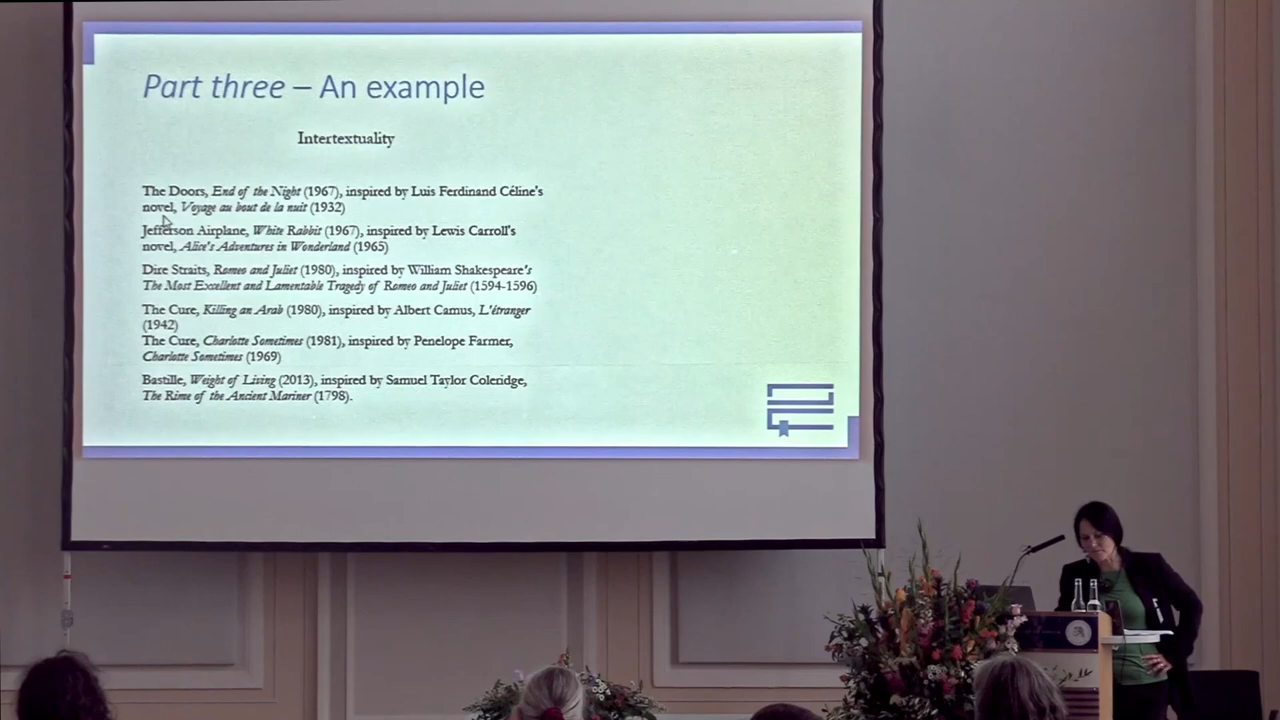 Part three – An example
Intertextuality
The Doors, End of the Night (1967), inspired by Luis Ferdinand Céline's
novel, Voyage au bout de la nuit (1932)
Jefferson Airplane, White Rabbit (1967), inspired by Lewis Carroll's
novel, Alice's Adventures in Wonderland (1965)
Dire Straits, Romeo and Juliet (1980), inspired by William Shakespeare's
The Most Excellent and Lamentable Tragedy of Romeo and Juliet (1594-1596)
The Cure, Killing an Arab (1980), inspired by Albert Camus, L'étranger
(1942)
The Cure, Charlotte Sometimes (1981), inspired by Penelope Farmer,
Charlotte Sometimes (1969)
Bastille, Weight of Living (2013), inspired by Samuel Taylor Coleridge,
The Rime of the Ancient Mariner (1798).